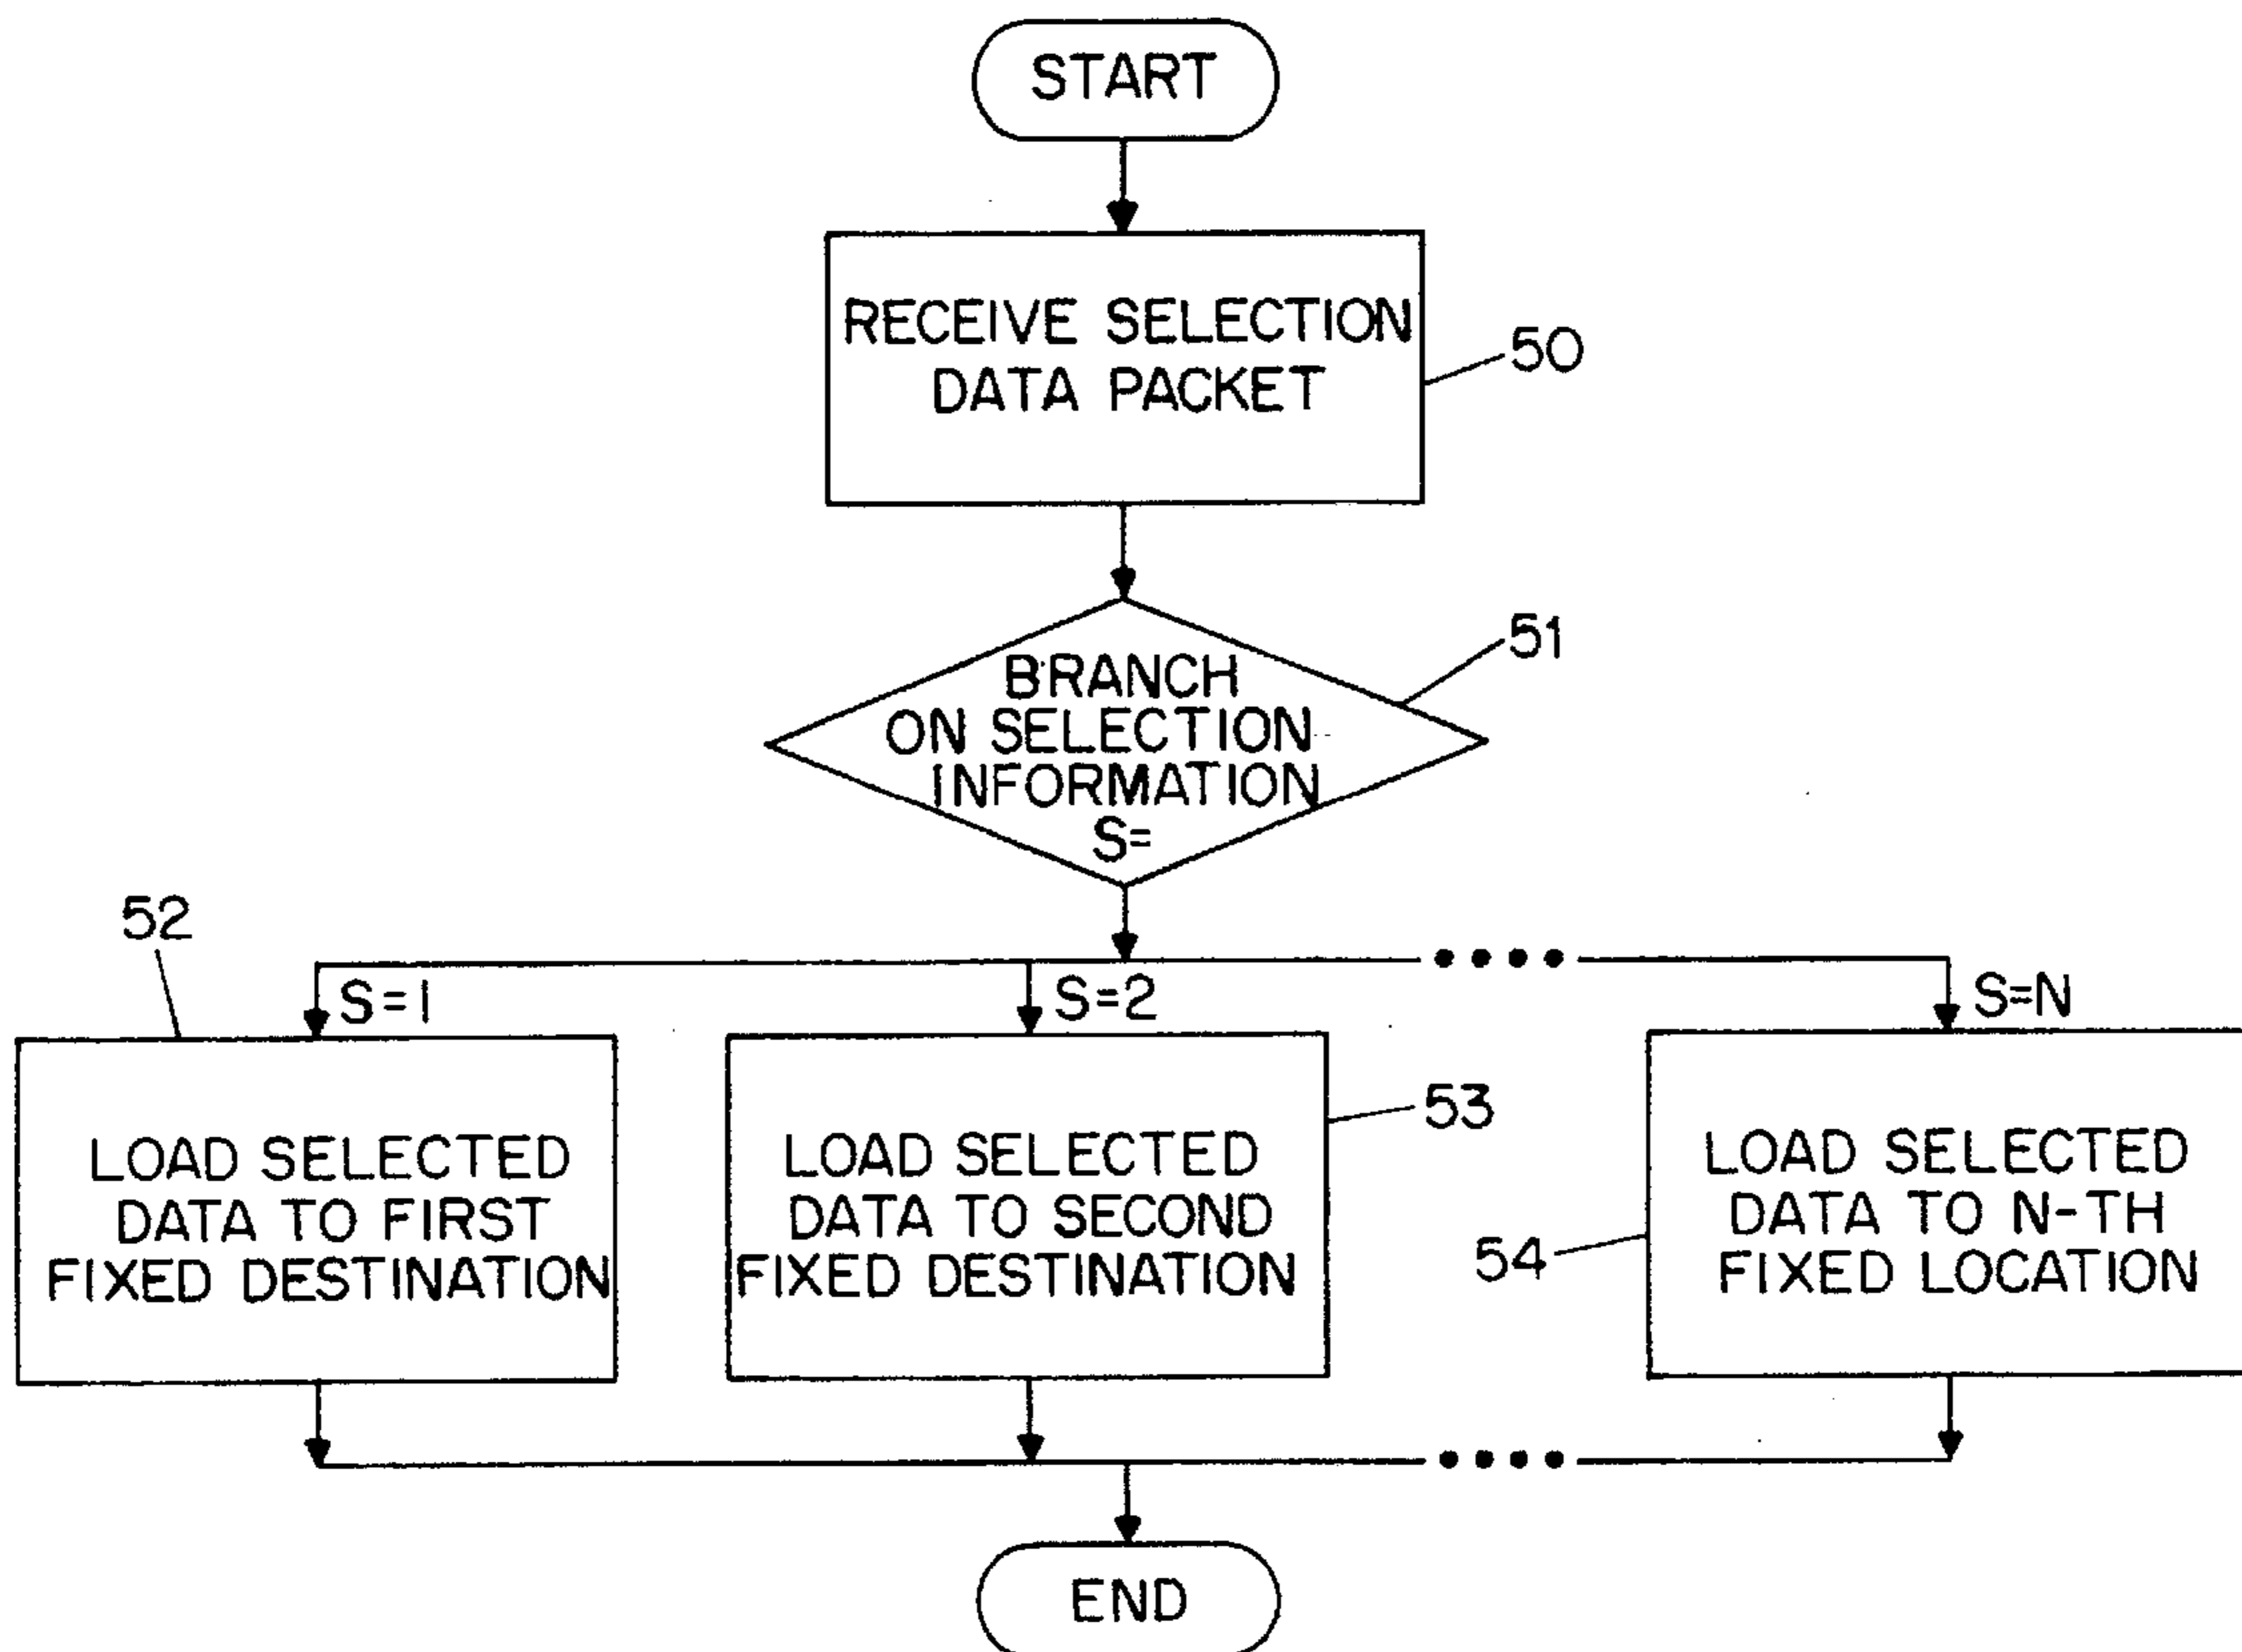 START
RECEIVE SELECTION
DATA PACKET
50
BRANCH
ON SELECTION
INFORMATION
S=
51
52
S=1
S=2
S=N
LOAD SELECTED
DATA TO FIRST
FIXED DESTINATION
LOAD SELECTED
DATA TO SECOND
FIXED DESTINATION
53
54
LOAD SELECTED
DATA TO N-TH
FIXED LOCATION
END